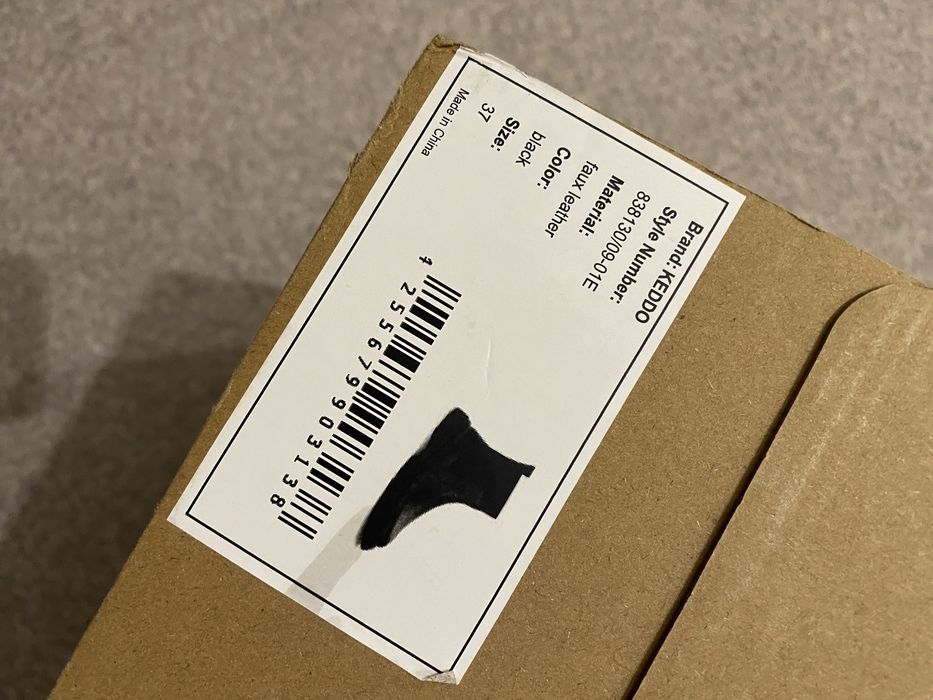 Brand: KEDDO
Style Number:
838130/09-01E
Material:
faux leather
Color:
black
Size:
37
Made in China
4 255679 903138